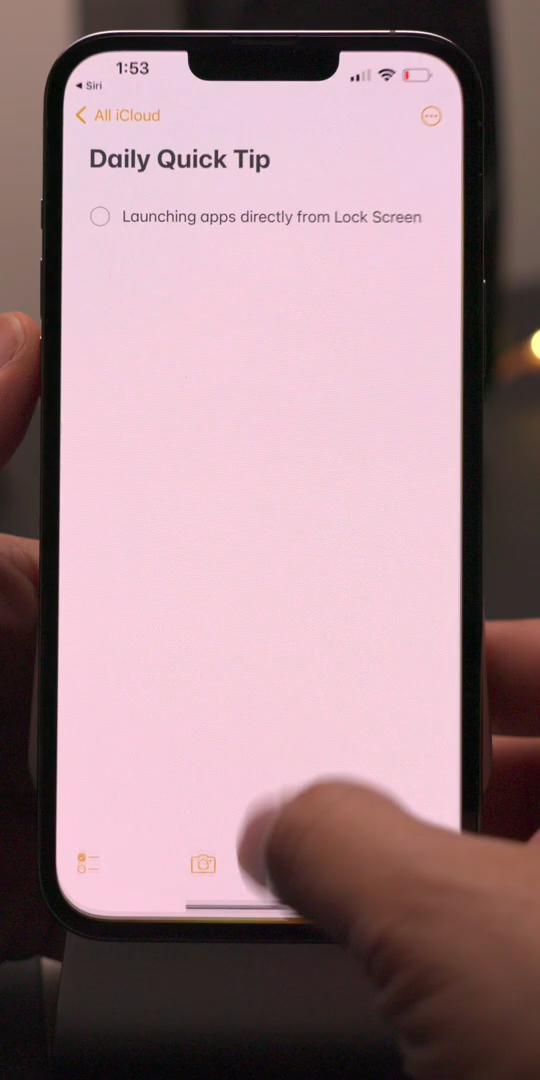 1:53
◀ Siri
All iCloud
Daily Quick Tip
Launching apps directly from Lock Screen